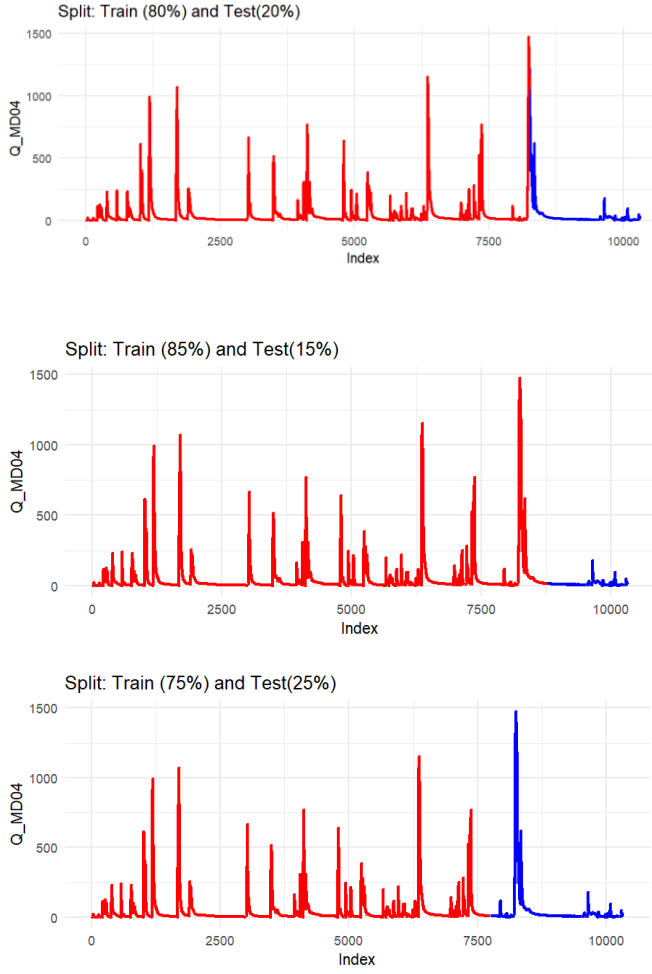 Split: Train (80%) and Test(20%)
1500
1000
500
0
Q_MD04
0 2500 5000 7500 10000
Index
Split: Train (85%) and Test(15%)
1500
1000
500
0
Q_MD04
0 2500 5000 7500 10000
Index
Split: Train (75%) and Test(25%)
1500
1000
500
0
Q_MD04
0 2500 5000 7500 10000
Index